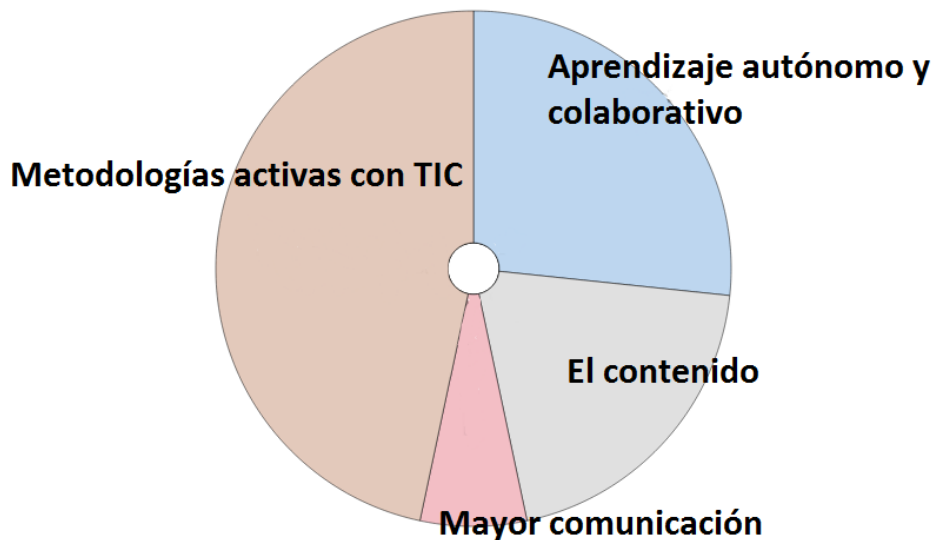 Aprendizaje autónomo y
colaborativo
Metodologías activas con TIC
El contenido
Mayor comunicación